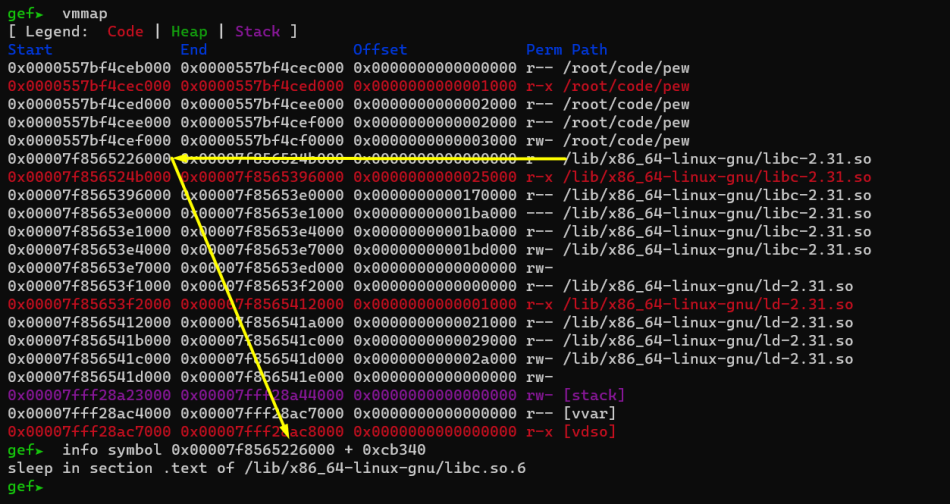 gef➤  vmmap
[ Legend:  Code | Heap | Stack ]
Start              End                Offset             Perm Path
0x0000557bf4ceb000 0x0000557bf4cec000 0x0000000000000000 r-- /root/code/pew
0x0000557bf4cec000 0x0000557bf4ced000 0x0000000000001000 r-x /root/code/pew
0x0000557bf4ced000 0x0000557bf4cee000 0x0000000000002000 r-- /root/code/pew
0x0000557bf4cee000 0x0000557bf4cef000 0x0000000000002000 r-- /root/code/pew
0x0000557bf4cef000 0x0000557bf4cf0000 0x0000000000003000 rw- /root/code/pew
0x00007f8565226000 0x00007f856524b000 0x0000000000000000 r-- /lib/x86_64-linux-gnu/libc-2.31.so
0x00007f856524b000 0x00007f8565396000 0x0000000000025000 r-x /lib/x86_64-linux-gnu/libc-2.31.so
0x00007f8565396000 0x00007f85653e0000 0x0000000000170000 r-- /lib/x86_64-linux-gnu/libc-2.31.so
0x00007f85653e0000 0x00007f85653e1000 0x00000000001ba000 --- /lib/x86_64-linux-gnu/libc-2.31.so
0x00007f85653e1000 0x00007f85653e4000 0x00000000001ba000 r-- /lib/x86_64-linux-gnu/libc-2.31.so
0x00007f85653e4000 0x00007f85653e7000 0x00000000001bd000 rw- /lib/x86_64-linux-gnu/libc-2.31.so
0x00007f85653e7000 0x00007f85653ed000 0x0000000000000000 rw-
0x00007f85653f1000 0x00007f85653f2000 0x0000000000000000 r-- /lib/x86_64-linux-gnu/ld-2.31.so
0x00007f85653f2000 0x00007f8565412000 0x0000000000001000 r-x /lib/x86_64-linux-gnu/ld-2.31.so
0x00007f8565412000 0x00007f856541a000 0x0000000000021000 r-- /lib/x86_64-linux-gnu/ld-2.31.so
0x00007f856541b000 0x00007f856541c000 0x0000000000029000 r-- /lib/x86_64-linux-gnu/ld-2.31.so
0x00007f856541c000 0x00007f856541d000 0x000000000002a000 rw- /lib/x86_64-linux-gnu/ld-2.31.so
0x00007f856541d000 0x00007f856541e000 0x0000000000000000 rw-
0x00007fff28a23000 0x00007fff28a44000 0x0000000000000000 rw- [stack]
0x00007fff28ac4000 0x00007fff28ac7000 0x0000000000000000 r-- [vvar]
0x00007fff28ac7000 0x00007fff28ac8000 0x0000000000000000 r-x [vdso]
gef➤  info symbol 0x00007f8565226000 + 0xcb340
sleep in section .text of /lib/x86_64-linux-gnu/libc.so.6
gef➤